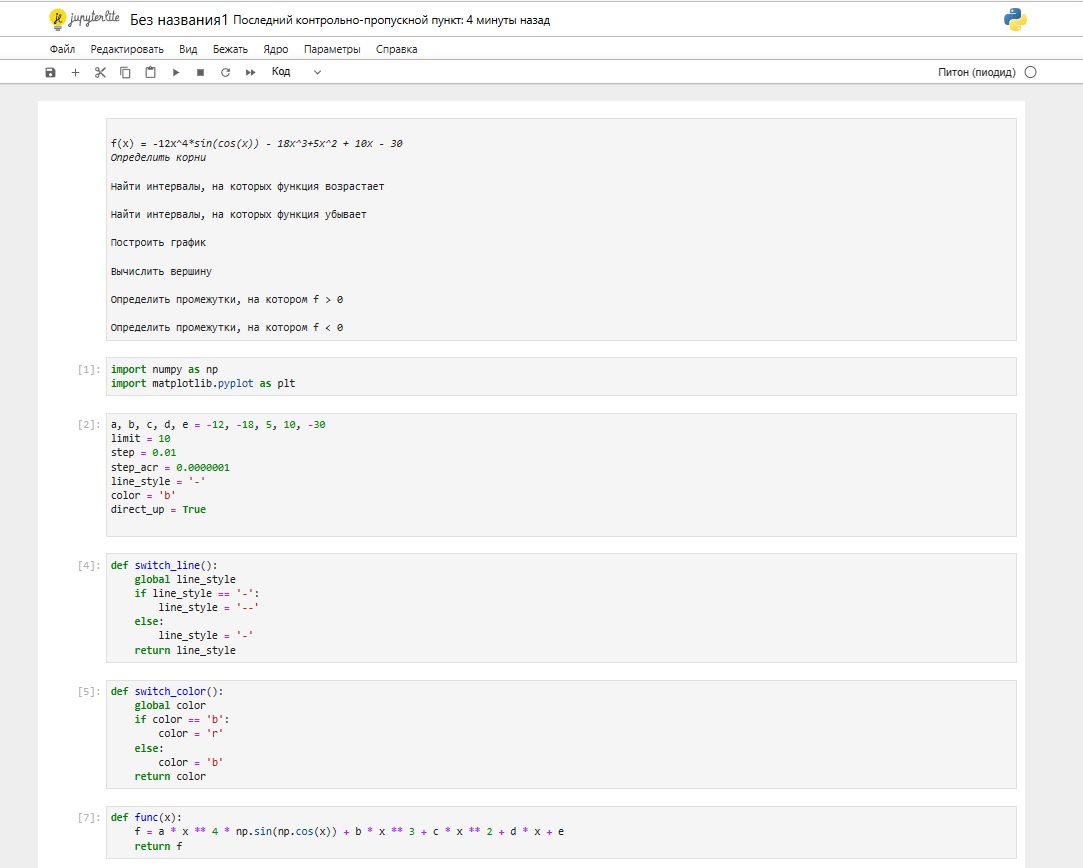 jupyterlite Без названия1 Последний контрольно-пропускной пункт: 4 минуты назад
Файл Редактировать Вид Бежать Ядро Параметры Справка
Код Питон (пиодид)
f(x) = -12x^4*sin(cos(x)) - 18x^3+5x^2 + 10x - 30
Определить корни
Найти интервалы, на которых функция возрастает
Найти интервалы, на которых функция убывает
Построить график
Вычислить вершину
Определить промежутки, на котором f > 0
Определить промежутки, на котором f < 0
[1]: import numpy as np
import matplotlib.pyplot as plt
[2]: a, b, c, d, e = -12, -18, 5, 10, -30
limit = 10
step = 0.01
step_acr = 0.0000001
line_style = '-'
color = 'b'
direct_up = True
[4]: def switch_line():
    global line_style
    if line_style == '-':
        line_style = '--'
    else:
        line_style = '-'
    return line_style
[5]: def switch_color():
    global color
    if color == 'b':
        color = 'r'
    else:
        color = 'b'
    return color
[7]: def func(x):
    f = a * x ** 4 * np.sin(np.cos(x)) + b * x ** 3 + c * x ** 2 + d * x + e
    return f